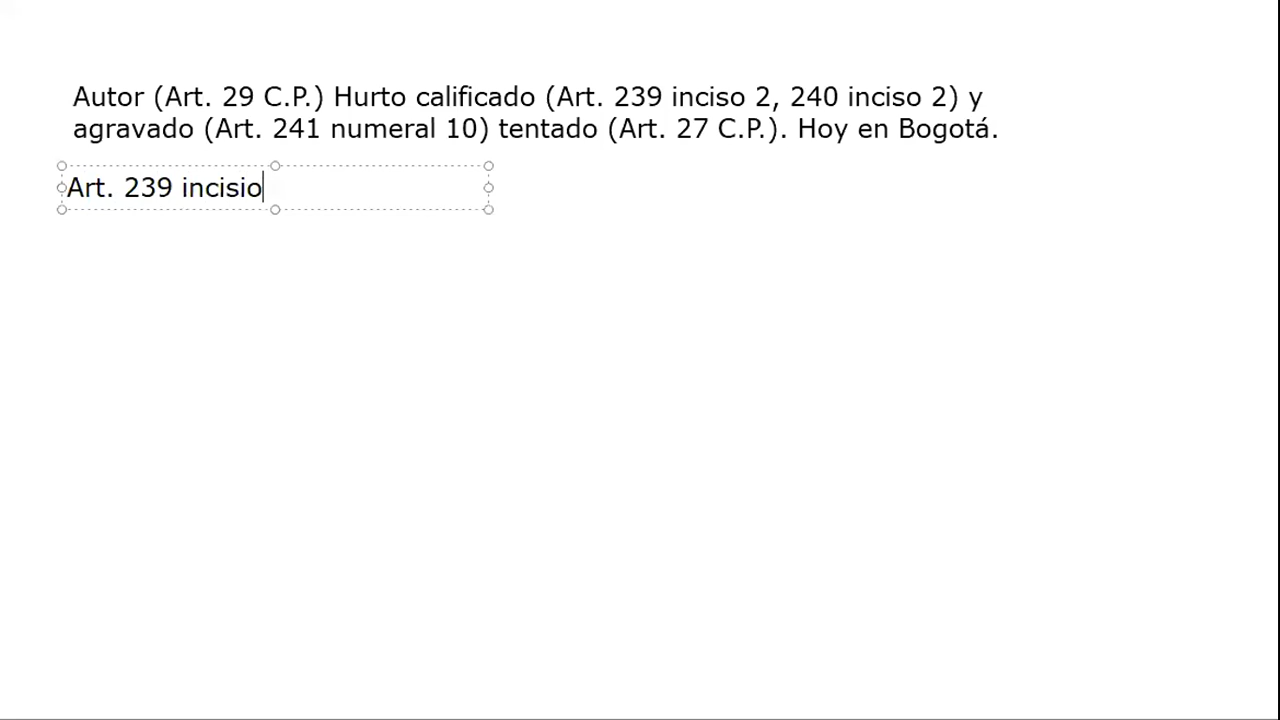 Autor (Art. 29 C.P.) Hurto calificado (Art. 239 inciso 2, 240 inciso 2) y
agravado (Art. 241 numeral 10) tentado (Art. 27 C.P.). Hoy en Bogotá.
Art. 239 incisio